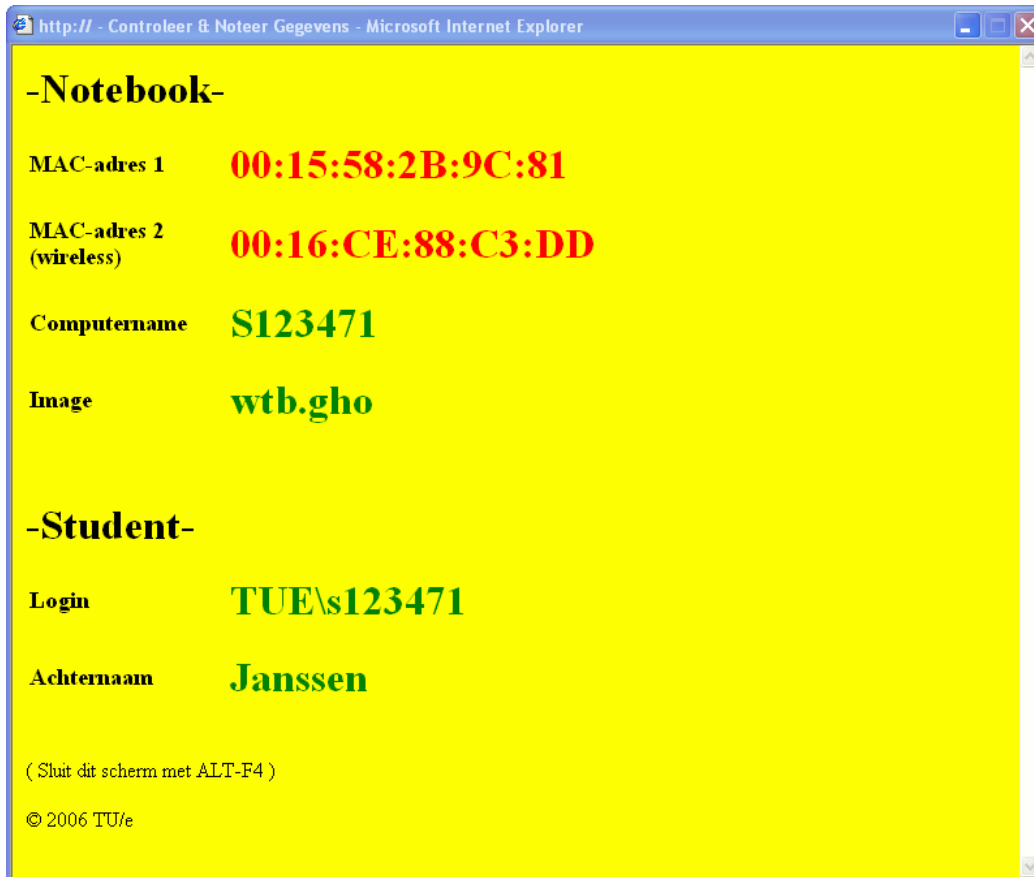 http:// - Controleer & Noteer Gegevens - Microsoft Internet Explorer
-Notebook-
MAC-adres 1 00:15:58:2B:9C:81
MAC-adres 2
(wireless) 00:16:CE:88:C3:DD
Computername S123471
Image wtb.gho
-Student-
Login TUE\s123471
Achternaam Janssen
( Sluit dit scherm met ALT-F4 )
© 2006 TU/e